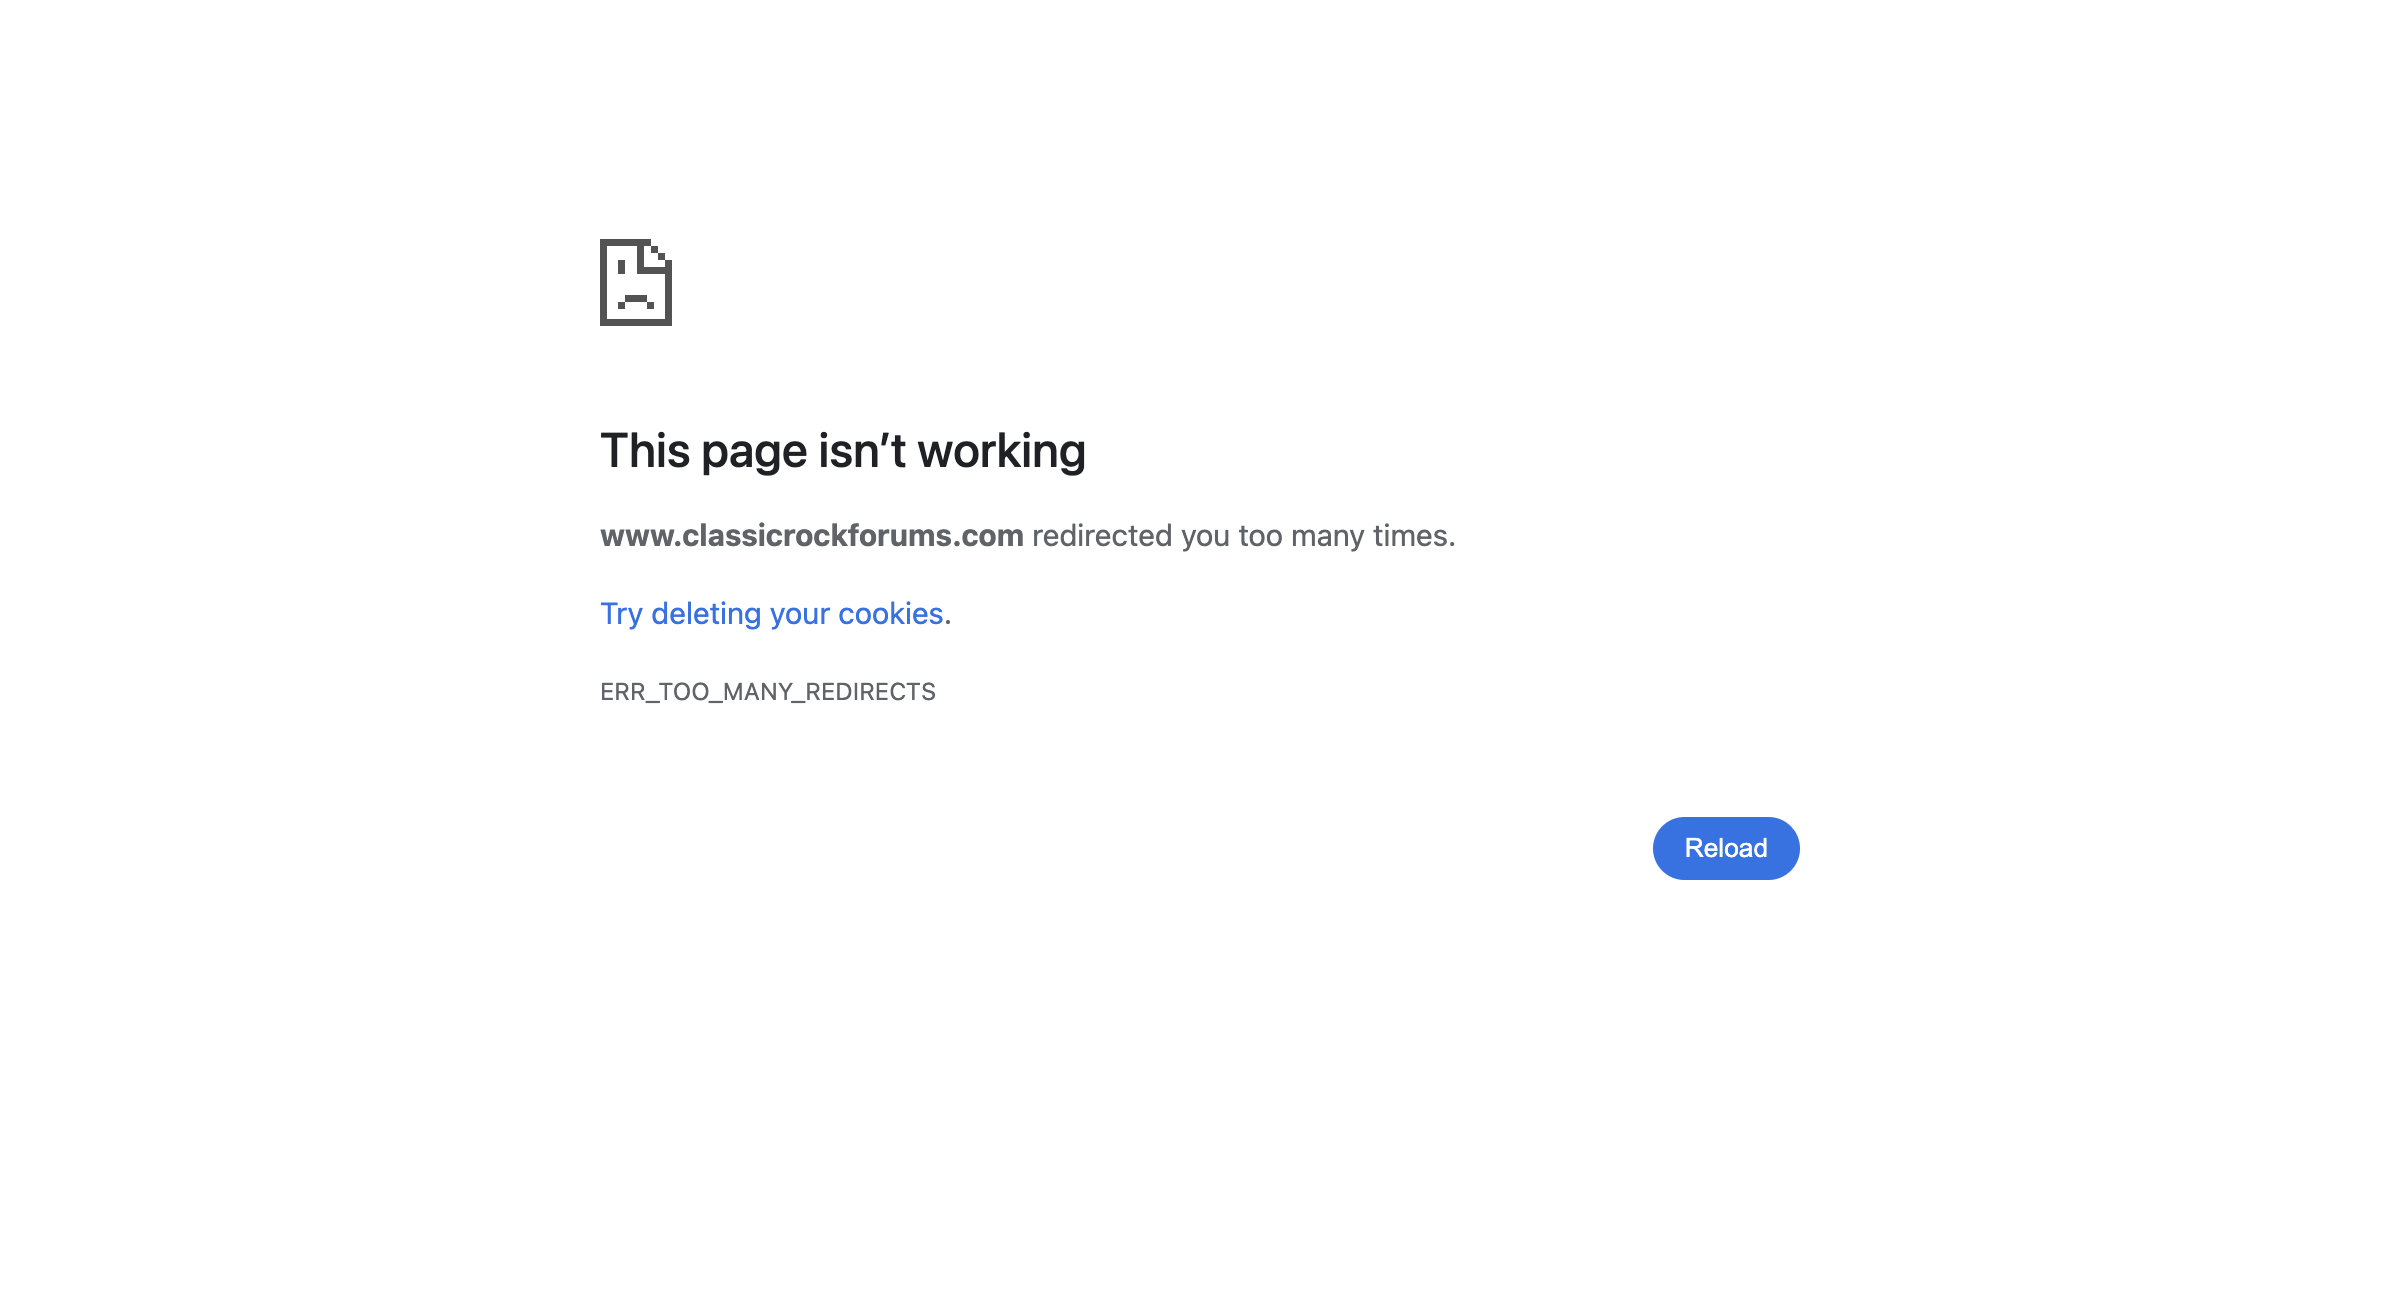 This page isn’t working
www.classicrockforums.com redirected you too many times.
Try deleting your cookies.
ERR_TOO_MANY_REDIRECTS
Reload